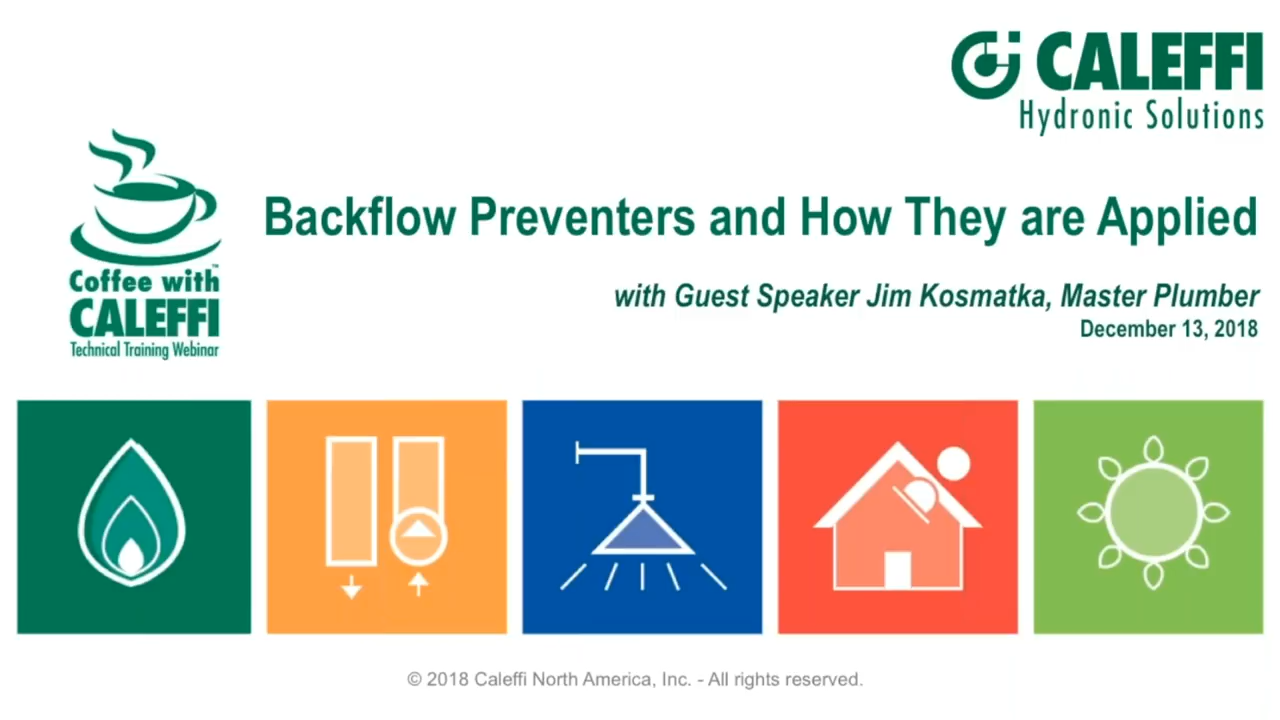 CALEFFI
Hydronic Solutions
Backflow Preventers and How They are Applied
with Guest Speaker Jim Kosmatka, Master Plumber
December 13, 2018
Coffee with™
CALEFFI
Technical Training Webinar
© 2018 Caleffi North America, Inc. - All rights reserved.